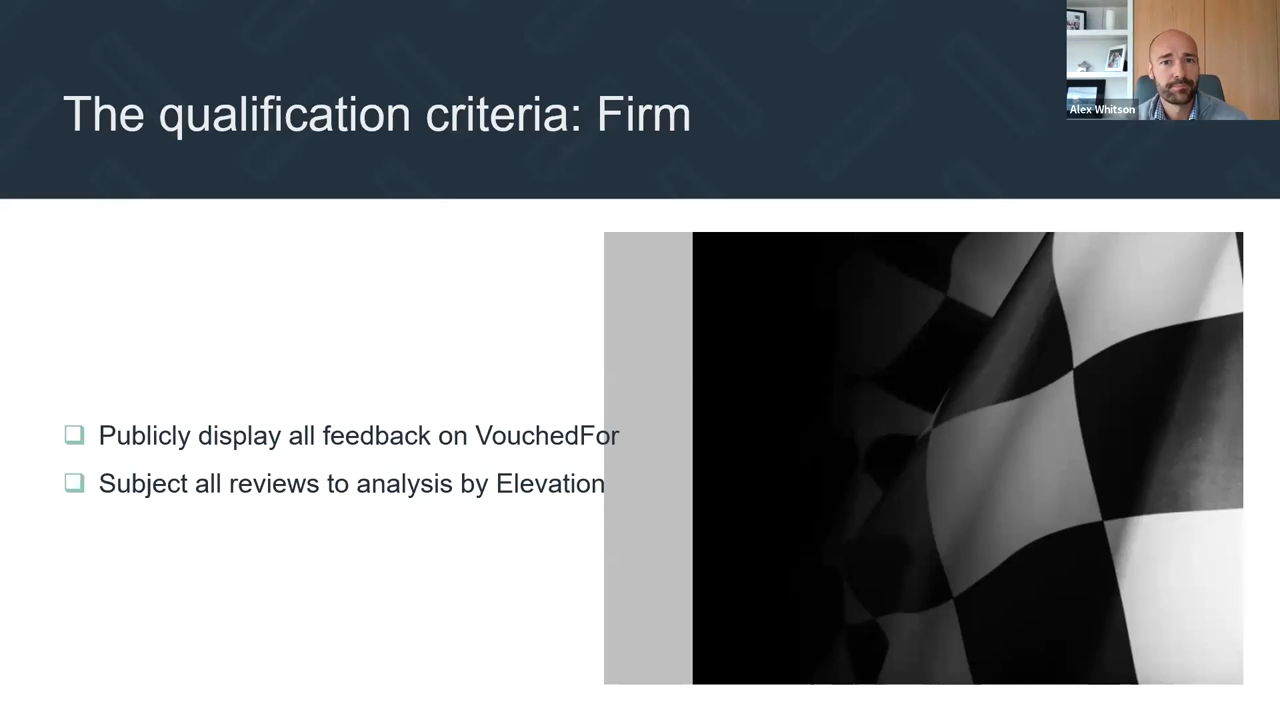 The qualification criteria: Firm
Alex Whitson
Publicly display all feedback on VouchedFor
Subject all reviews to analysis by Elevation